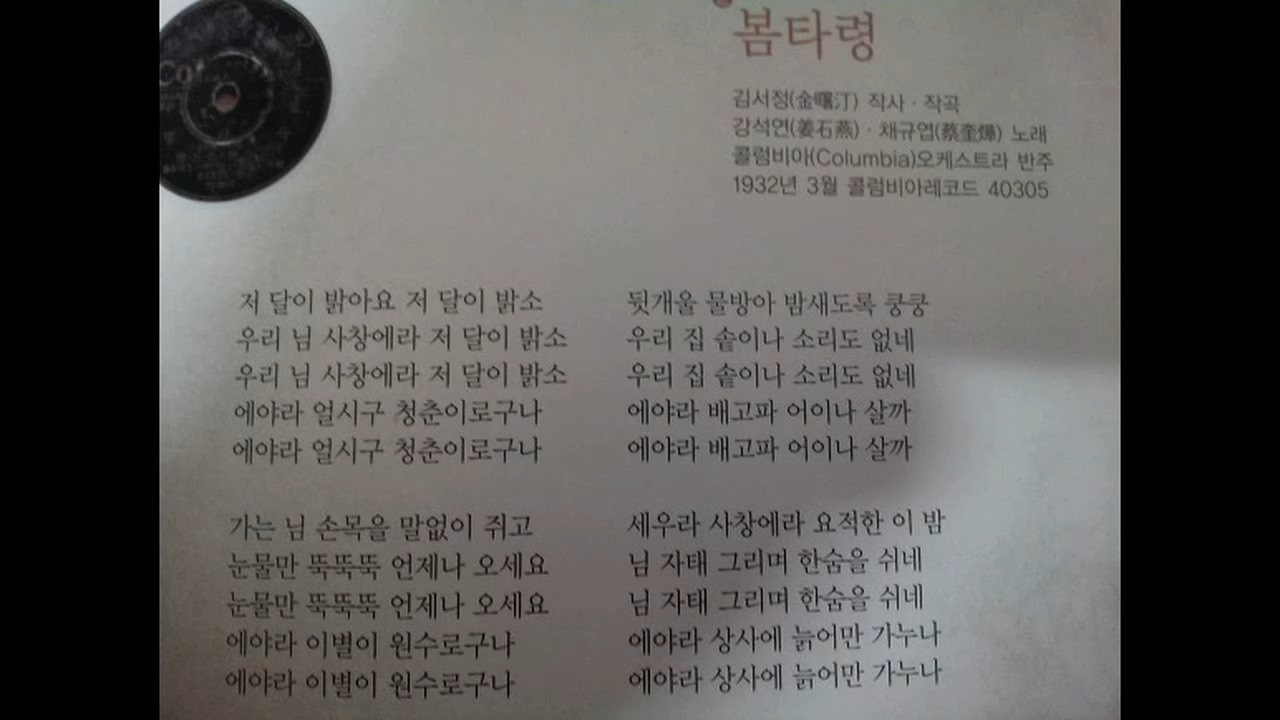 봄타령
김서정(金曙汀) 작사 · 작곡
강석연(姜石燕) · 채규엽(蔡奎燁) 노래
콜럼비아(Columbia)오케스트라 반주
1932년 3월 콜럼비아레코드 40305
저 달이 밝아요 저 달이 밝소
우리 님 사창에라 저 달이 밝소
우리 님 사창에라 저 달이 밝소
에야라 얼시구 청춘이로구나
에야라 얼시구 청춘이로구나
가는 님 손목을 말없이 쥐고
눈물만 뚝뚝뚝 언제나 오세요
눈물만 뚝뚝뚝 언제나 오세요
에야라 이별이 원수로구나
에야라 이별이 원수로구나
뒷개울 물방아 밤새도록 쿵쿵
우리 집 솥이나 소리도 없네
우리 집 솥이나 소리도 없네
에야라 배고파 어이나 살까
에야라 배고파 어이나 살까
세우라 사창에라 요적한 이 밤
님 자태 그리며 한숨을 쉬네
님 자태 그리며 한숨을 쉬네
에야라 상사에 늙어만 가누나
에야라 상사에 늙어만 가누나